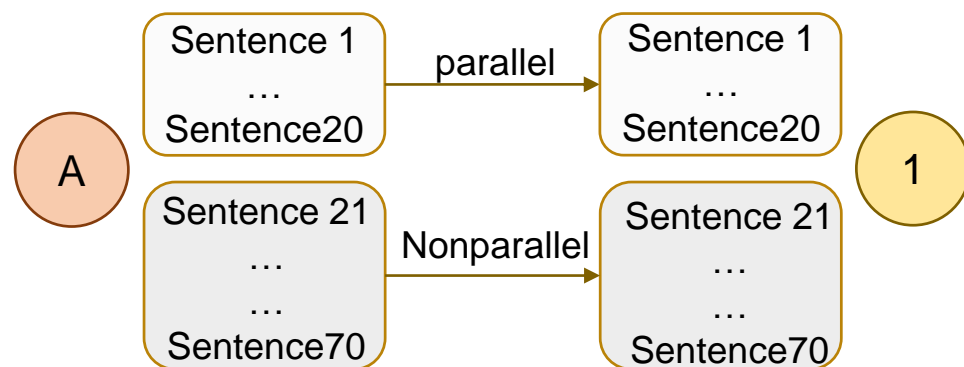 Sentence 1
…
Sentence20
parallel
Sentence 1
…
Sentence20
A
1
Sentence 21
…
…
Sentence70
Nonparallel
Sentence 21
…
…
Sentence70